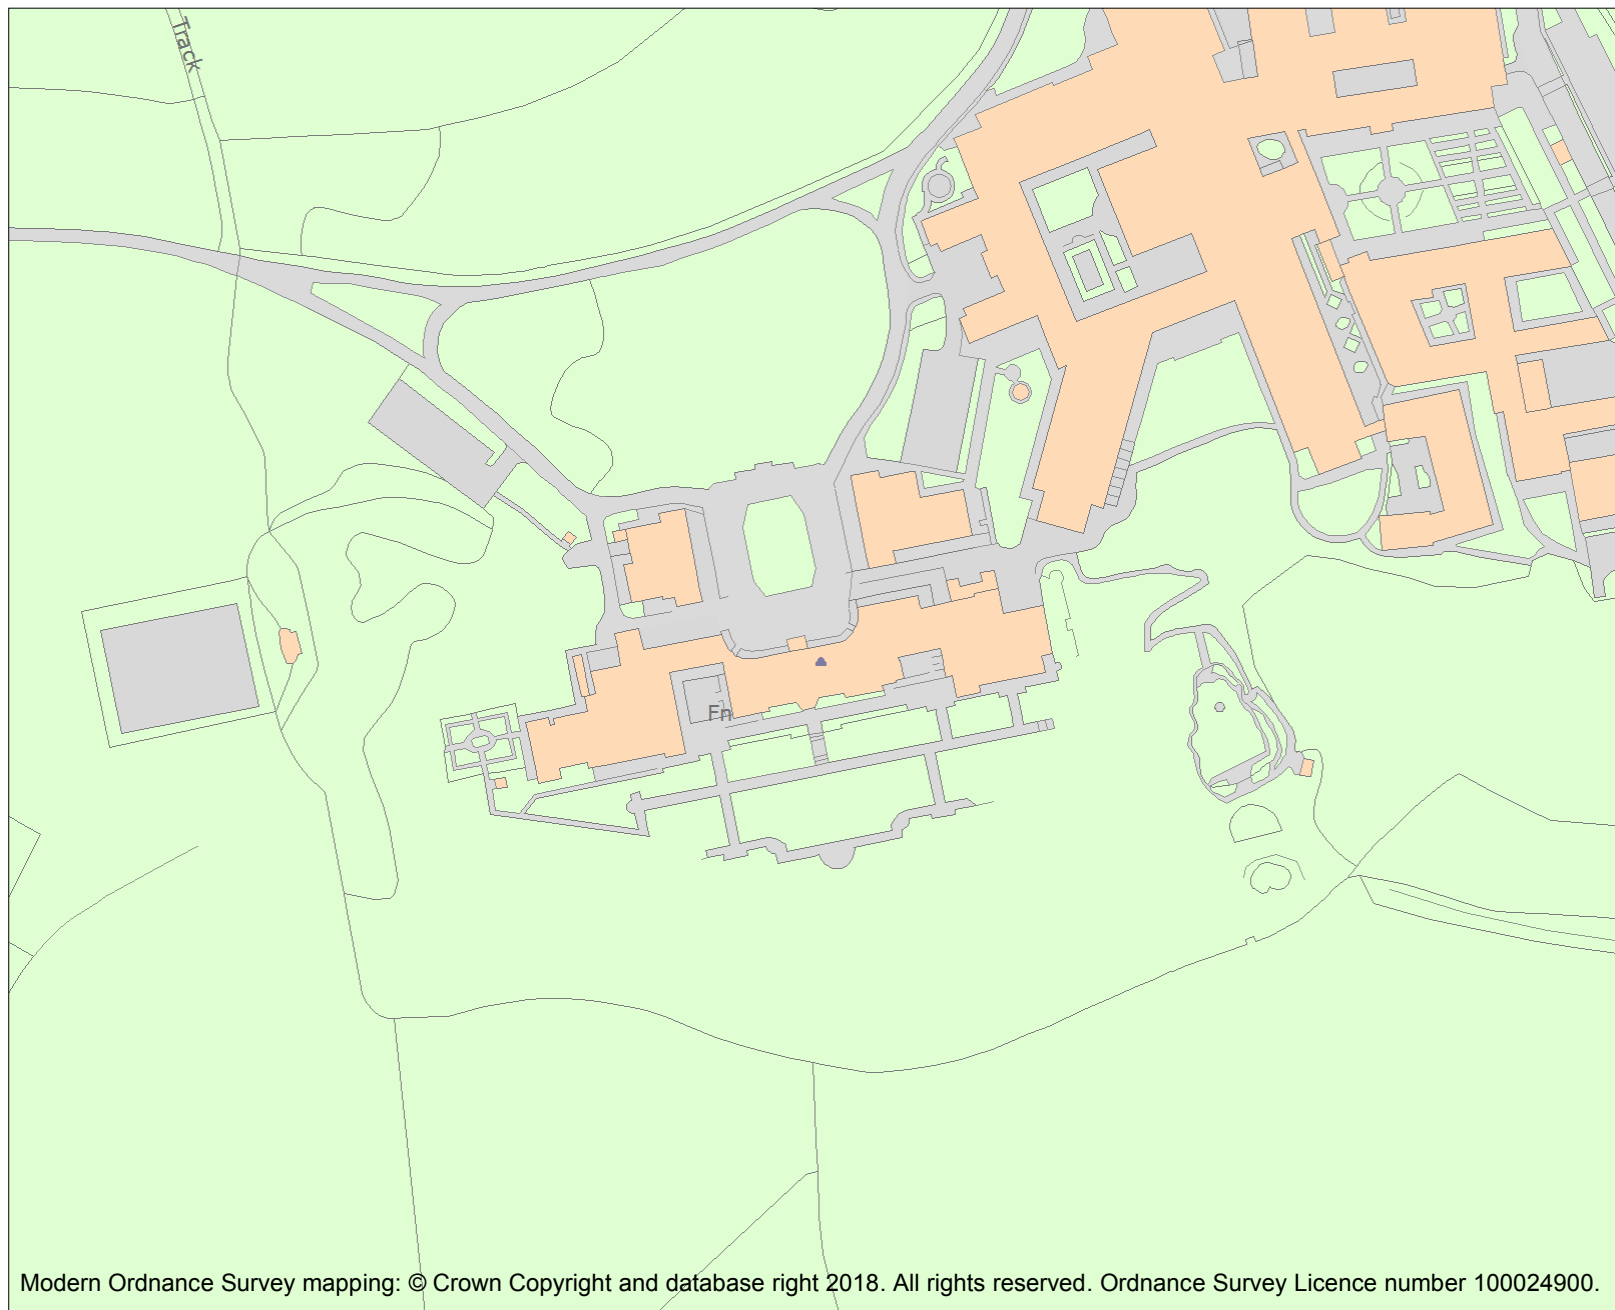 Track
Fn
Modern Ordnance Survey mapping: © Crown Copyright and database right 2018. All rights reserved. Ordnance Survey Licence number 100024900.